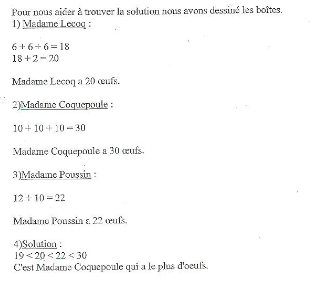 Pour nous aider à trouver la solution nous avons dessiné les boîtes.
1) Madame Lecoq :
6 + 6 + 6 = 18
18 + 2 = 20
Madame Lecoq a 20 œufs.
2)Madame Coquepoule :
10 + 10 + 10 = 30
Madame Coquepoule a 30 œufs.
3)Madame Poussin :
12 + 10 = 22
Madame Poussin a 22 œufs.
4)Solution :
19 < 20 < 22 < 30
C'est Madame Coquepoule qui a le plus d'oeufs.